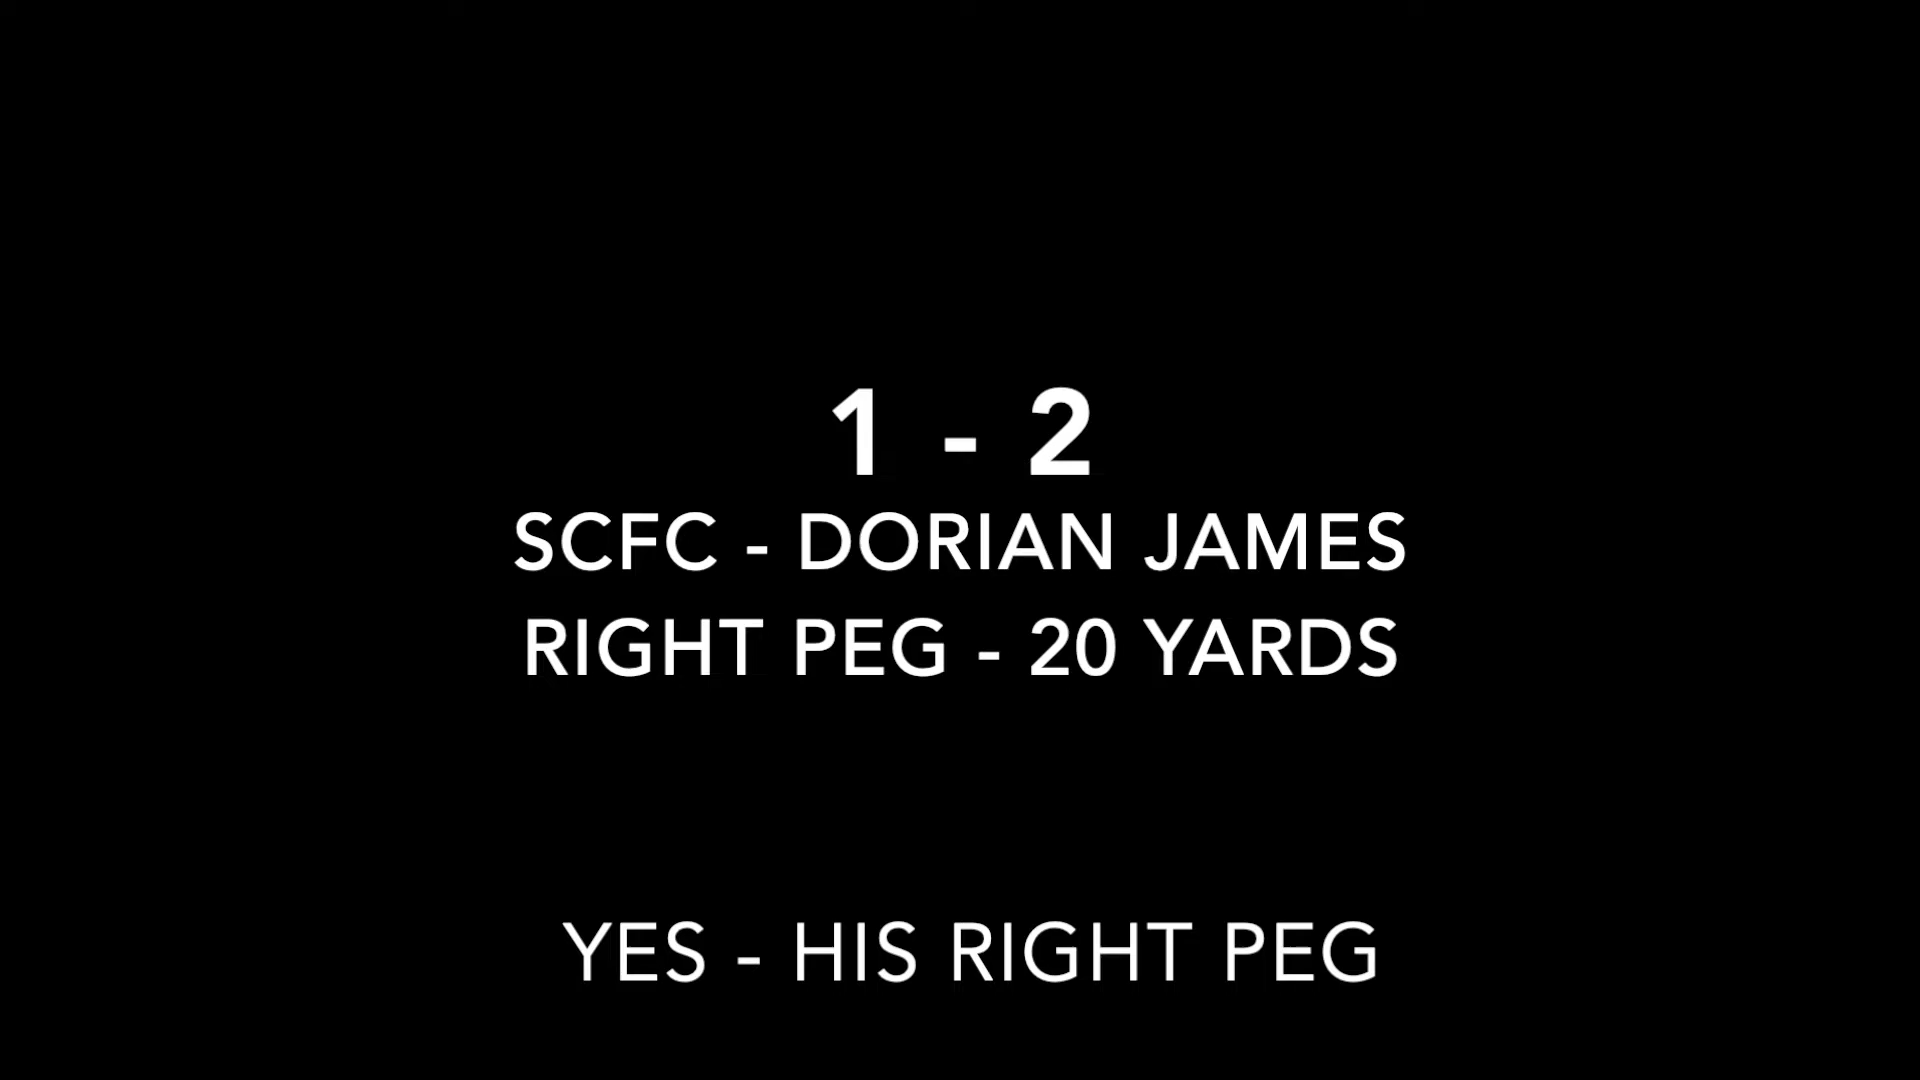 1 - 2
SCFC - DORIAN JAMES
RIGHT PEG - 20 YARDS
YES - HIS RIGHT PEG